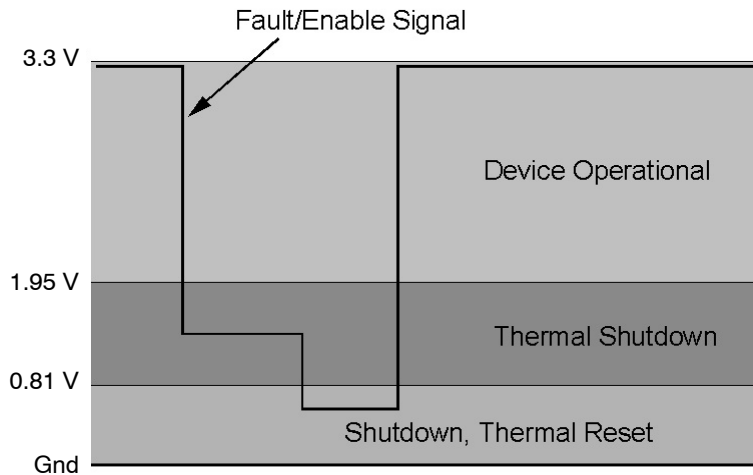 Fault/Enable Signal
3.3 V
Device Operational
1.95 V
Thermal Shutdown
0.81 V
Shutdown, Thermal Reset
Gnd